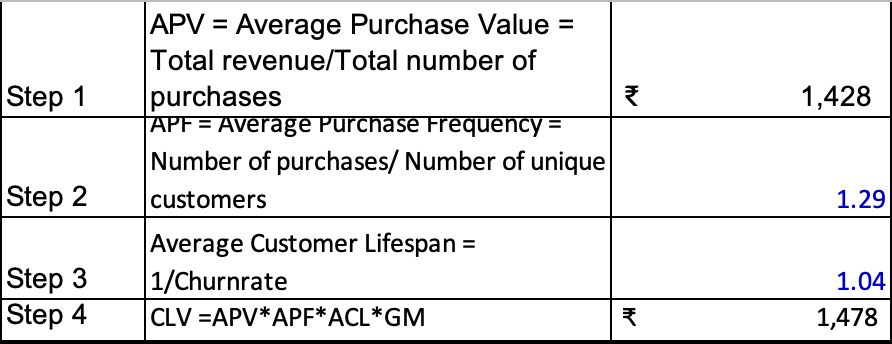 APV = Average Purchase Value =
Total revenue/Total number of
Step 1 purchases ₹ 1,428
APF = Average Purchase Frequency =
Number of purchases/ Number of unique
Step 2 customers 1.29
Average Customer Lifespan =
Step 3 1/Churnrate 1.04
Step 4 CLV =APV*APF*ACL*GM ₹ 1,478